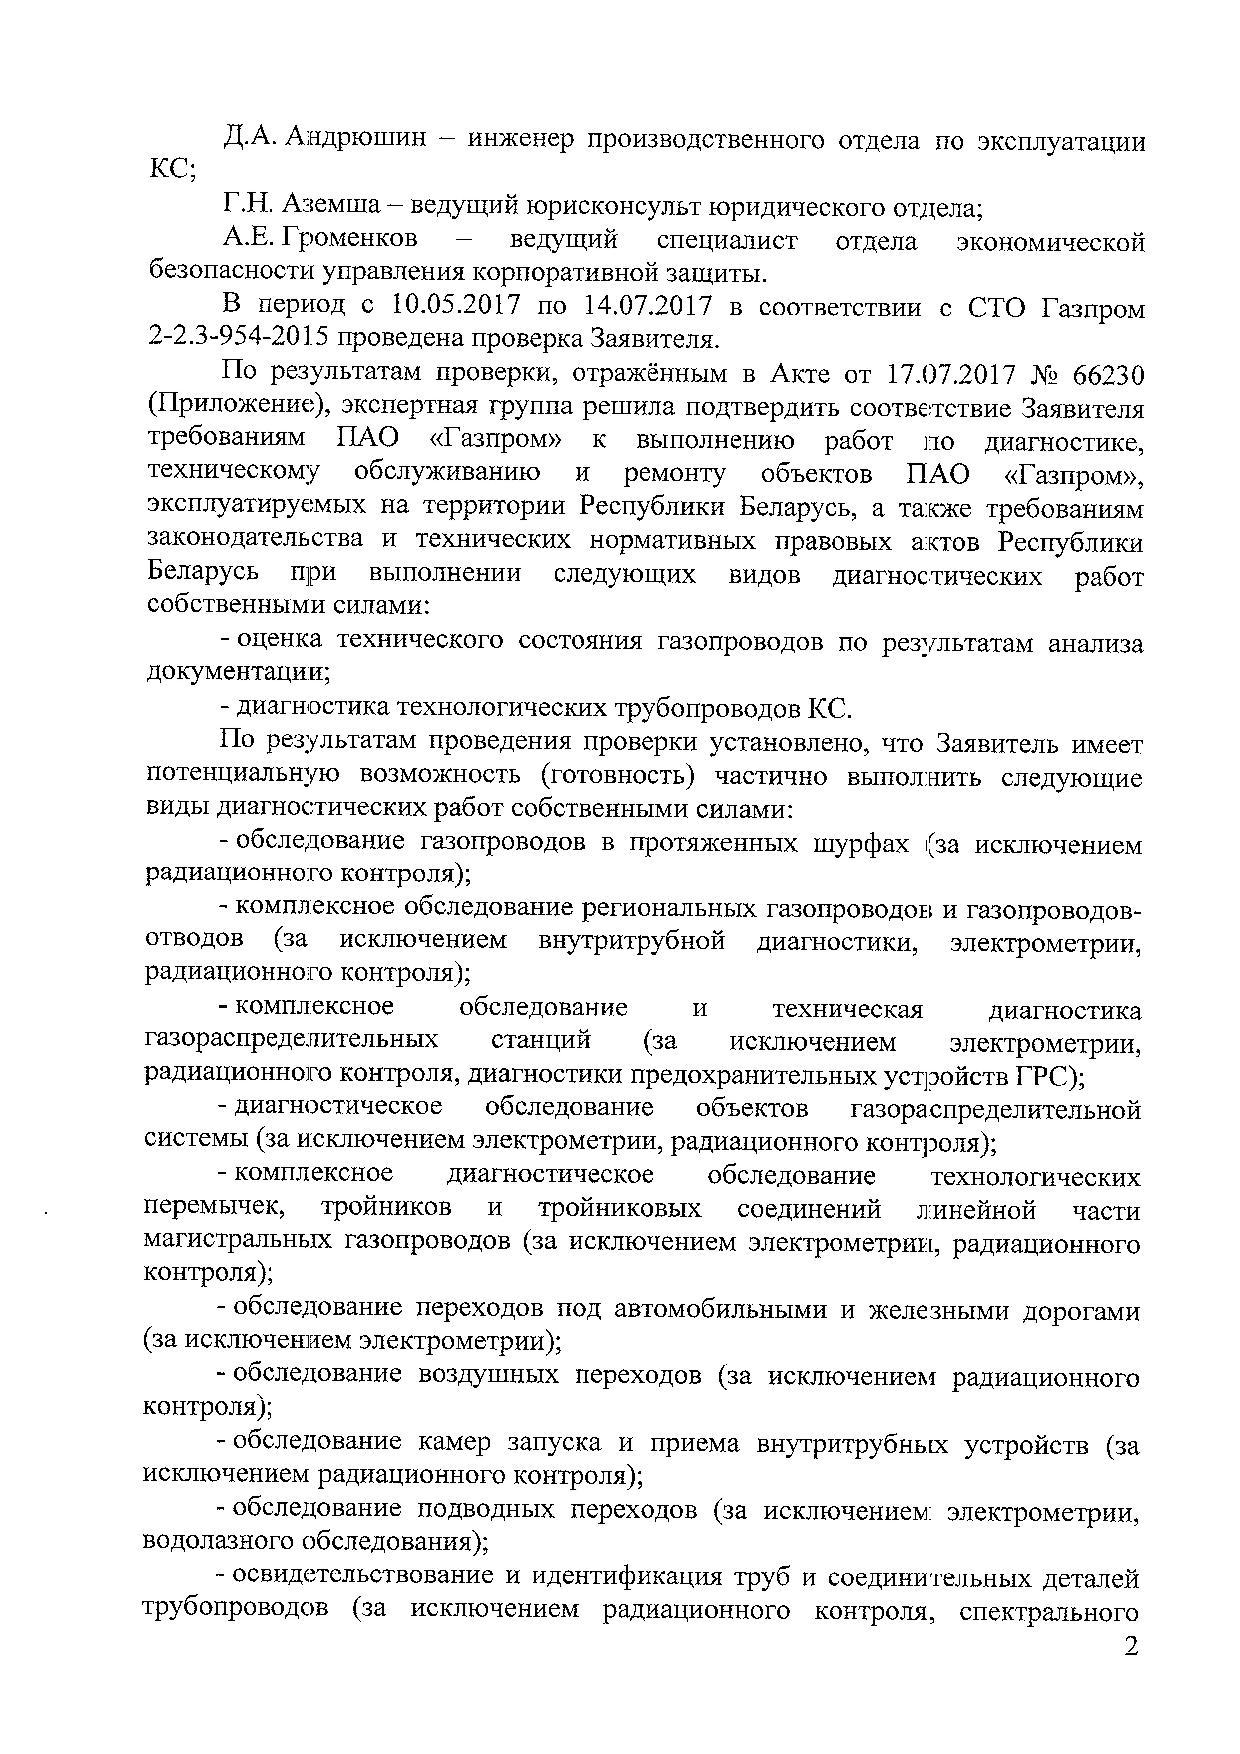 Д.А. Андрюшин – инженер производственного отдела по эксплуатации
КС;
Г.Н. Аземша – ведущий юрисконсульт юридического отдела;
А.Е. Громенков – ведущий специалист отдела экономической
безопасности управления корпоративной защиты.
В период с 10.05.2017 по 14.07.2017 в соответствии с СТО Газпром
2-2.3-954-2015 проведена проверка Заявителя.
По результатам проверки, отражённым в Акте от 17.07.2017 № 66230
(Приложение), экспертная группа решила подтвердить соответствие Заявителя
требованиям ПАО «Газпром» к выполнению работ по диагностике,
техническому обслуживанию и ремонту объектов ПАО «Газпром»,
эксплуатируемых на территории Республики Беларусь, а также требованиям
законодательства и технических нормативных правовых актов Республики
Беларусь при выполнении следующих видов диагностических работ
собственными силами:
- оценка технического состояния газопроводов по результатам анализа
документации;
- диагностика технологических трубопроводов КС.
По результатам проведения проверки установлено, что Заявитель имеет
потенциальную возможность (готовность) частично выполнить следующие
виды диагностических работ собственными силами:
- обследование газопроводов в протяженных шурфах (за исключением
радиационного контроля);
- комплексное обследование региональных газопроводов и газопроводов-
отводов (за исключением внутритрубной диагностики, электрометрии,
радиационного контроля);
- комплексное обследование и техническая диагностика
газораспределительных станций (за исключением электрометрии,
радиационного контроля, диагностики предохранительных устройств ГРС);
- диагностическое обследование объектов газораспределительной
системы (за исключением электрометрии, радиационного контроля);
- комплексное диагностическое обследование технологических
перемычек, тройников и тройниковых соединений линейной части
магистральных газопроводов (за исключением электрометрии, радиационного
контроля);
- обследование переходов под автомобильными и железными дорогами
(за исключением электрометрии);
- обследование воздушных переходов (за исключением радиационного
контроля);
- обследование камер запуска и приема внутритрубных устройств (за
исключением радиационного контроля);
- обследование подводных переходов (за исключением электрометрии,
водолазного обследования);
- освидетельствование и идентификация труб и соединительных деталей
трубопроводов (за исключением радиационного контроля, спектрального
2